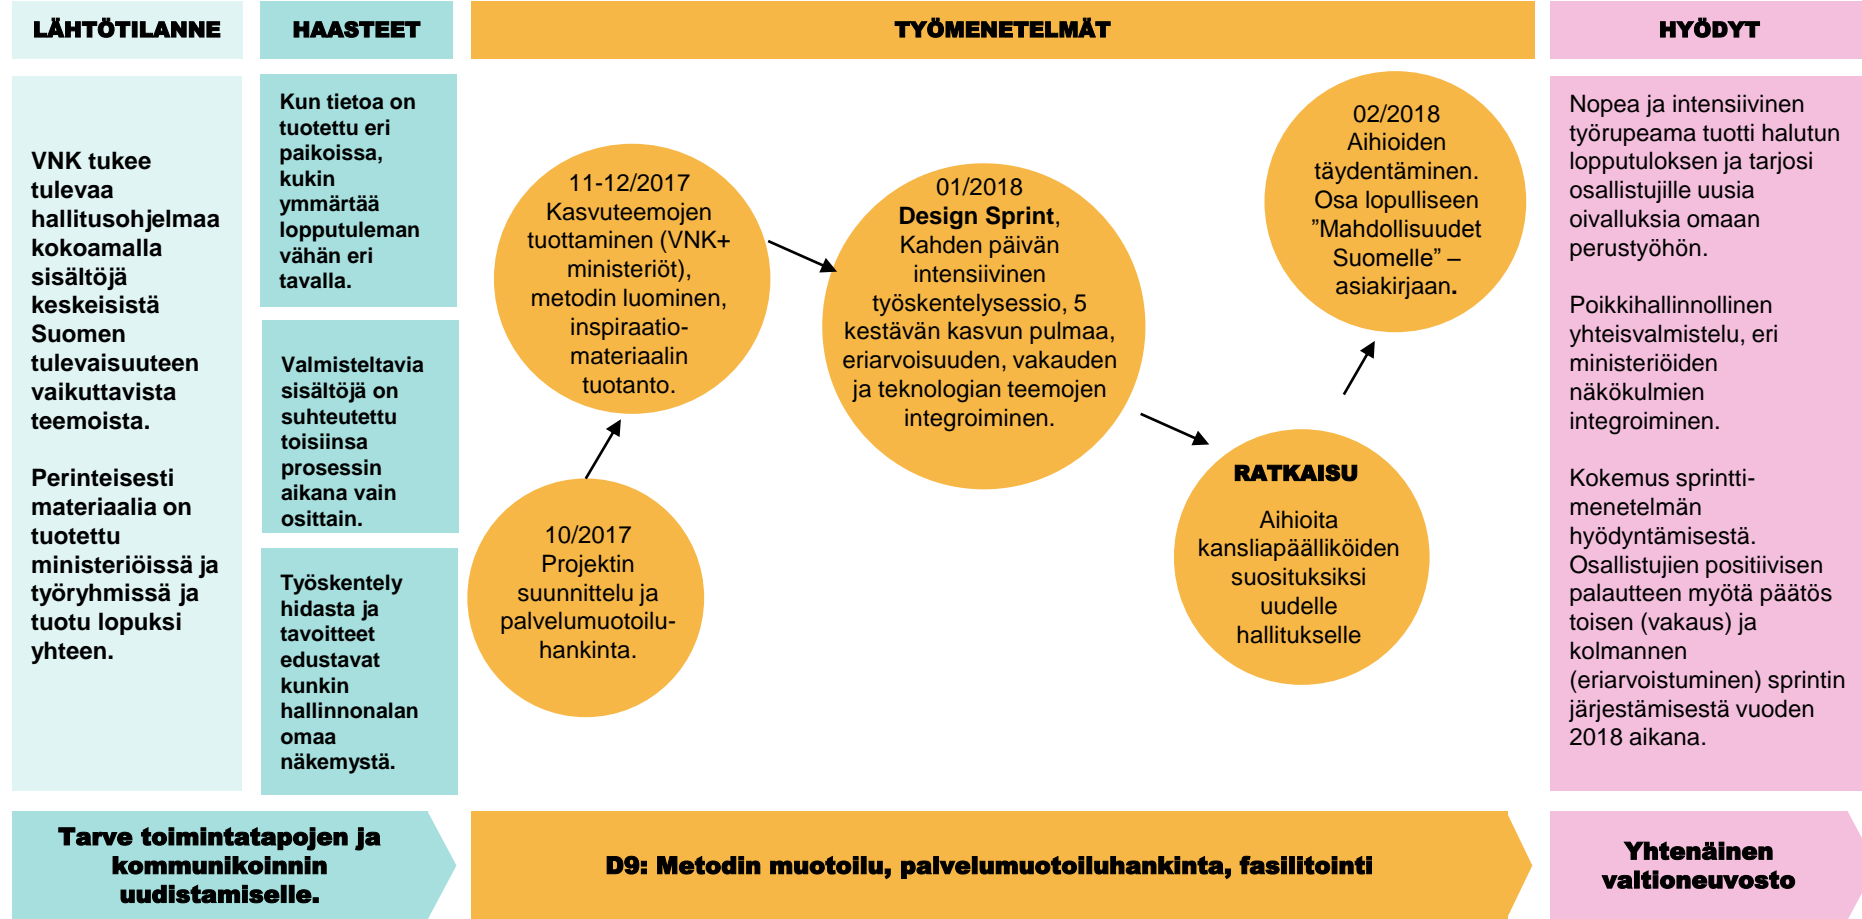 LÄHTÖTILANNE
VNK tukee
tulevaa
hallitusohjelmaa
kokoamalla
sisältöjä
keskeisistä
Suomen
tulevaisuuteen
vaikuttavista
teemoista.
Perinteisesti
materiaalia on
tuotettu
ministeriöissä ja
työryhmissä ja
tuotu lopuksi
yhteen.
HAASTEET
Kun tietoa on
tuotettu eri
paikoissa,
kukin
ymmärtää
lopputuleman
vähän eri
tavalla.
Valmisteltavia
sisältöjä on
suhteutettu
toisiinsa
prosessin
aikana vain
osittain.
Työskentely
hidasta ja
tavoitteet
edustavat
kunkin
hallinnonalan
omaa
näkemystä.
TYÖMENETELMÄT
10/2017
Projektin
suunnittelu ja
palvelumuotoilu-
hankinta.
11-12/2017
Kasvuteemojen
tuottaminen (VNK+
ministeriöt),
metodin luominen,
inspiraatio-
materiaalin
tuotanto.
01/2018
Design Sprint,
Kahden päivän
intensiivinen
työskentelysessio, 5
kestävän kasvun pulmaa,
eriarvoisuuden, vakauden
ja teknologian teemojen
integroiminen.
RATKAISU
Aihioita
kansliapäälliköiden
suosituksiksi
uudelle
hallitukselle
02/2018
Aihioiden
täydentäminen.
Osa lopulliseen
”Mahdollisuudet
Suomelle” –
asiakirjaan.
HYÖDYT
Nopea ja intensiivinen
työrupeama tuotti halutun
lopputuloksen ja tarjosi
osallistujille uusia
oivalluksia omaan
perustyöhön.
Poikkihallinnollinen
yhteisvalmistelu, eri
ministeriöiden
näkökulmien
integroiminen.
Kokemus sprintti-
menetelmän
hyödyntämisestä.
Osallistujien positiivisen
palautteen myötä päätös
toisen (vakaus) ja
kolmannen
(eriarvoistuminen) sprintin
järjestämisestä vuoden
2018 aikana.
Tarve toimintatapojen ja
kommunikoinnin
uudistamiselle.
D9: Metodin muotoilu, palvelumuotoiluhankinta, fasilitointi
Yhtenäinen
valtioneuvosto